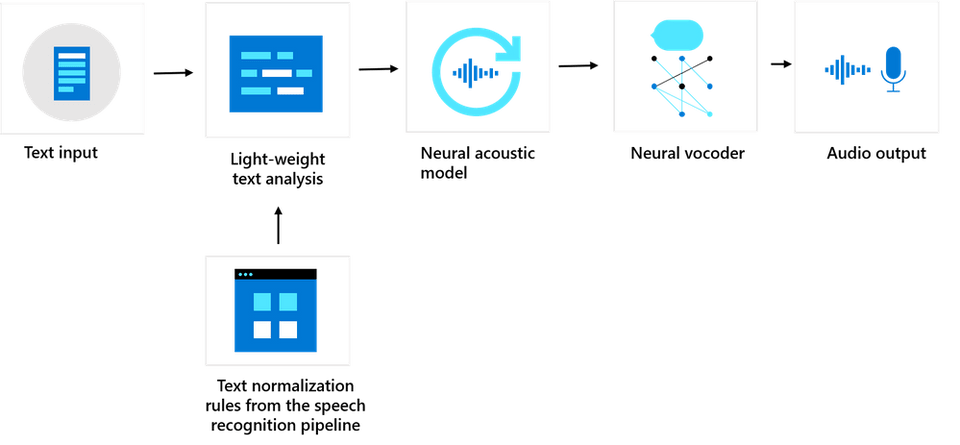 Text input
Light-weight
text analysis
Neural acoustic
model
Neural vocoder
Audio output
Text normalization
rules from the speech
recognition pipeline